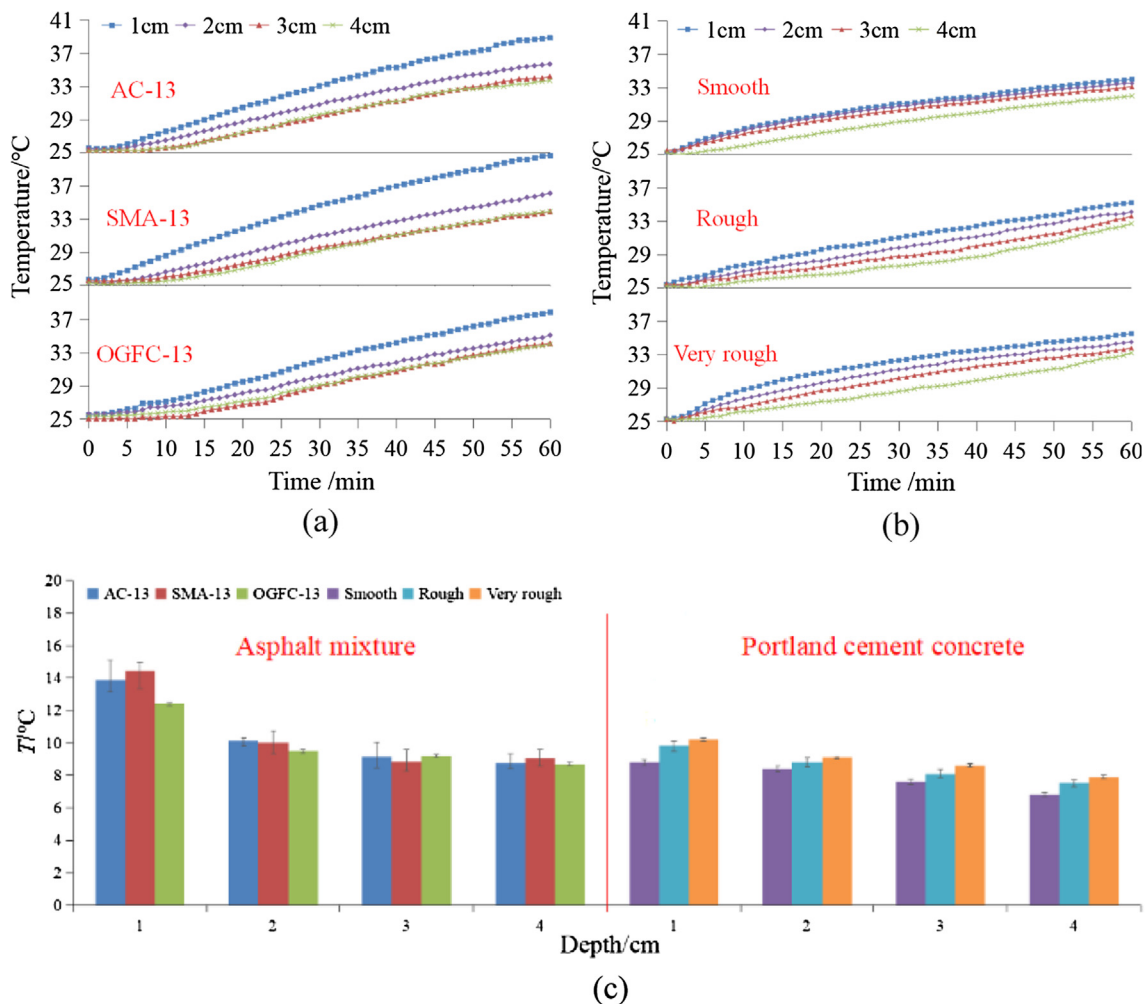 41
1cm 2cm 3cm 4cm
37
AC-13
33
29
25
37
SMA-13
33
29
25
37
OGFC-13
33
29
25
Temperature/°C
0 5 10 15 20 25 30 35 40 45 50 55 60
Time /min
(a)
41
1cm 2cm 3cm 4cm
37
Smooth
33
29
25
37
Rough
33
29
25
37
Very rough
33
29
25
Temperature/°C
0 5 10 15 20 25 30 35 40 45 50 55 60
Time /min
(b)
20
AC-13 SMA-13 OGFC-13 Smooth Rough Very rough
18
16
Asphalt mixture Portland cement concrete
14
12
10
8
6
4
2
0
T/°C
1 2 3 4 1 2 3 4
Depth/cm
(c)